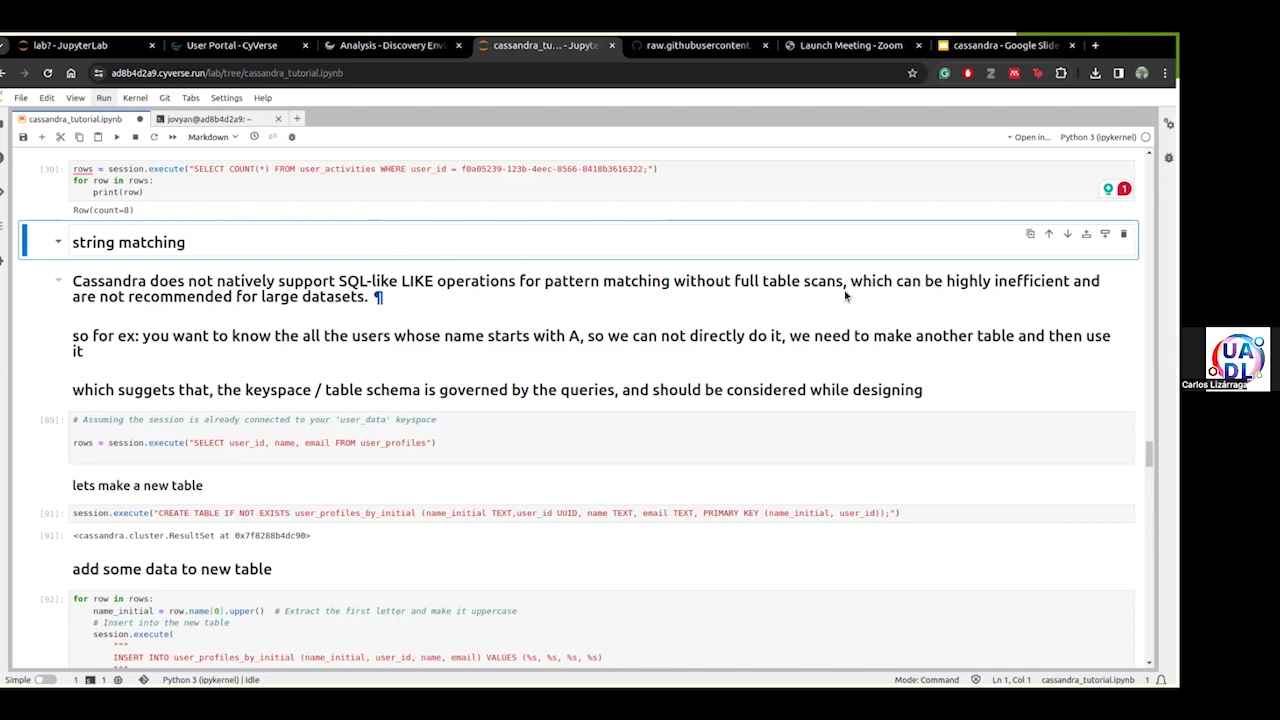 lab? - JupyterLab
User Portal - CyVerse
Analysis - Discovery Envi
cassandra_tu... - Jupyte
raw.githubusercontent.
Launch Meeting - Zoom
cassandra - Google Slide
ad8b4d2a9.cyverse.run/lab/tree/cassandra_tutorial.ipynb
File Edit View Run Kernel Git Tabs Settings Help
cassandra_tutorial.ipynb
jovyan@ad8b4d2a9: ~
Markdown
Open in...
Python 3 (ipykernel)
[30]: rows = session.execute("SELECT COUNT(*) FROM user_activities WHERE user_id = f0a05239-123b-4eec-8566-8418b3616322;")
for row in rows:
print(row)
1
Row(count=8)
string matching
Cassandra does not natively support SQL-like LIKE operations for pattern matching without full table scans, which can be highly inefficient and
are not recommended for large datasets. ¶
so for ex: you want to know the all the users whose name starts with A, so we can not directly do it, we need to make another table and then use
it
which suggets that, the keyspace / table schema is governed by the queries, and should be considered while designing
[89]: # Assuming the session is already connected to your 'user_data' keyspace
rows = session.execute("SELECT user_id, name, email FROM user_profiles")
lets make a new table
[91]: session.execute("CREATE TABLE IF NOT EXISTS user_profiles_by_initial (name_initial TEXT,user_id UUID, name TEXT, email TEXT, PRIMARY KEY (name_initial, user_id));")
[91]: <cassandra.cluster.ResultSet at 0x7f8288b4dc90>
add some data to new table
[92]: for row in rows:
name_initial = row.name[0].upper() # Extract the first letter and make it uppercase
# Insert into the new table
session.execute(
"""
INSERT INTO user_profiles_by_initial (name_initial, user_id, name, email) VALUES (%s, %s, %s, %s)
"""
Simple 1 1 Python 3 (ipykernel) | Idle Mode: Command Ln 1, Col 1 cassandra_tutorial.ipynb 1
UA
DL
Carlos Lizárraga